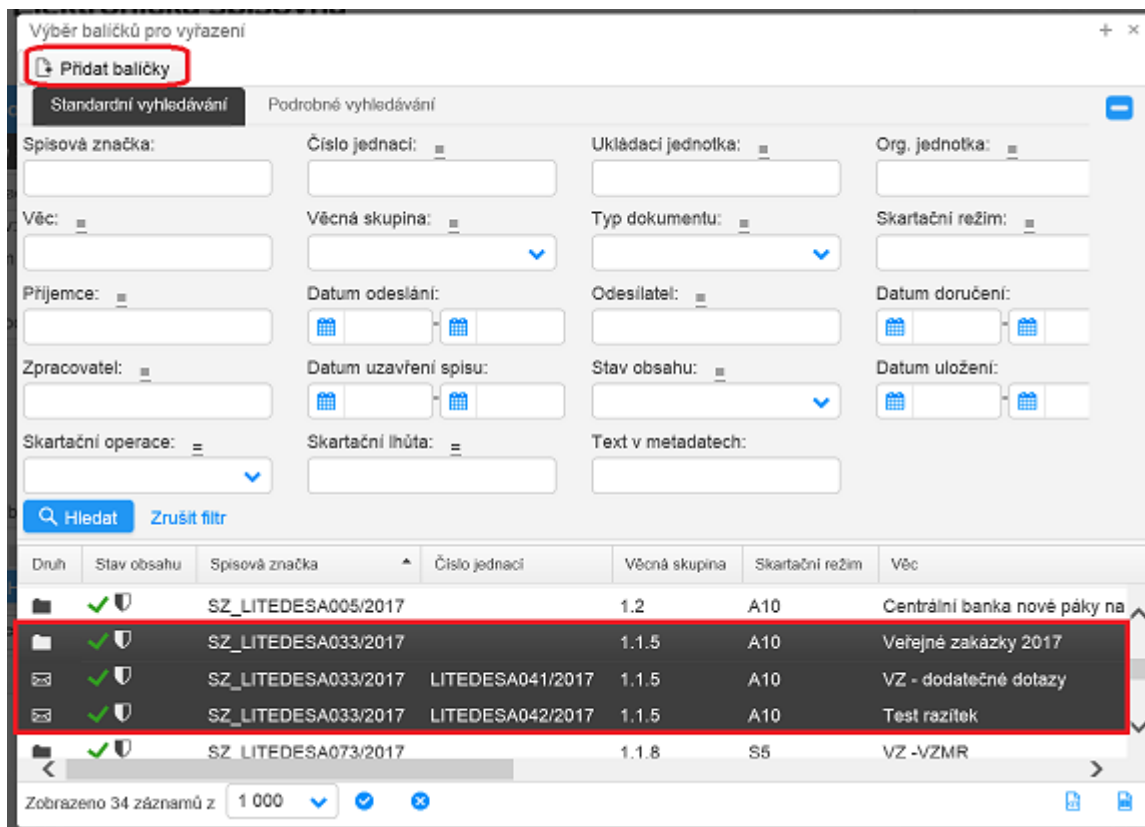 Výběr balíčků pro vyřazení
Přidat balíčky
Standardní vyhledávání Podrobné vyhledávání
Spisová značka: Číslo jednací: Ukládací jednotka: Org. jednotka:
Věc: Věcná skupina: Typ dokumentu: Skartační režim:
Příjemce: Datum odeslání: Odesílatel: Datum doručení:
Zpracovatel: Datum uzavření spisu: Stav obsahu: Datum uložení:
Skartační operace: Skartační lhůta: Text v metadatech:
Hledat Zrušit filtr
Druh Stav obsahu Spisová značka Číslo jednací Věcná skupina Skartační režim Věc
SZ_LITEDESA005/2017 1.2 A10 Centrální banka nové páky na
SZ_LITEDESA033/2017 1.1.5 A10 Veřejné zakázky 2017
SZ_LITEDESA033/2017 LITEDESA041/2017 1.1.5 A10 VZ - dodatečné dotazy
SZ_LITEDESA033/2017 LITEDESA042/2017 1.1.5 A10 Test razítek
SZ_LITEDESA073/2017 1.1.8 S5 VZ -VZMR
Zobrazeno 34 záznamů z 1 000